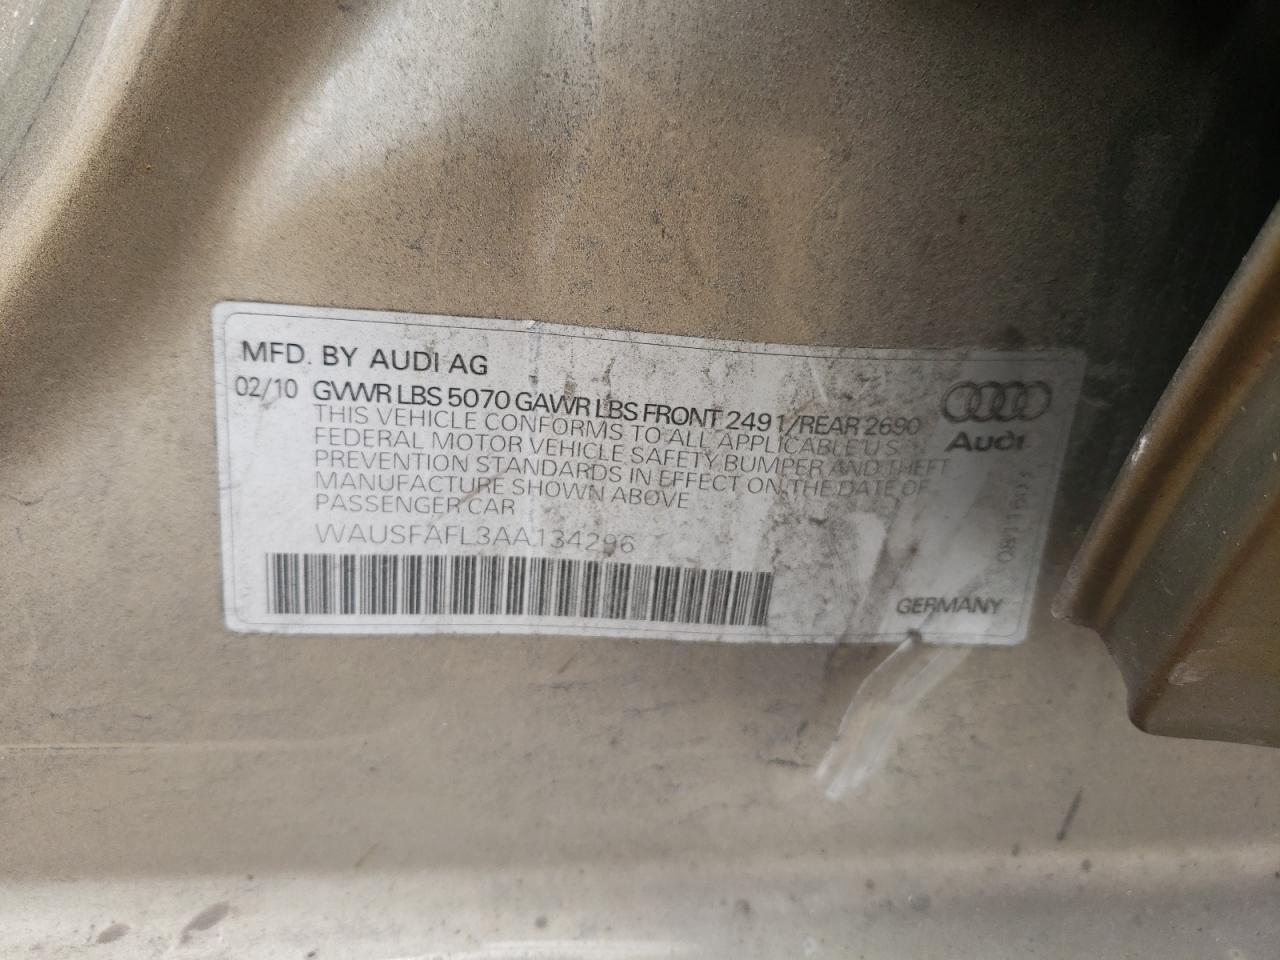 MFD. BY AUDI AG
02/10 GVWR LBS 5070 GAWR LBS FRONT 2491/REAR 2690
THIS VEHICLE CONFORMS TO ALL APPLICABLE U S
FEDERAL MOTOR VEHICLE SAFETY BUMPER AND THEFT
PREVENTION STANDARDS IN EFFECT ON THE DATE OF
MANUFACTURE SHOWN ABOVE
PASSENGER CAR
WAUSFAFL3AA134296
Audi
GERMANY